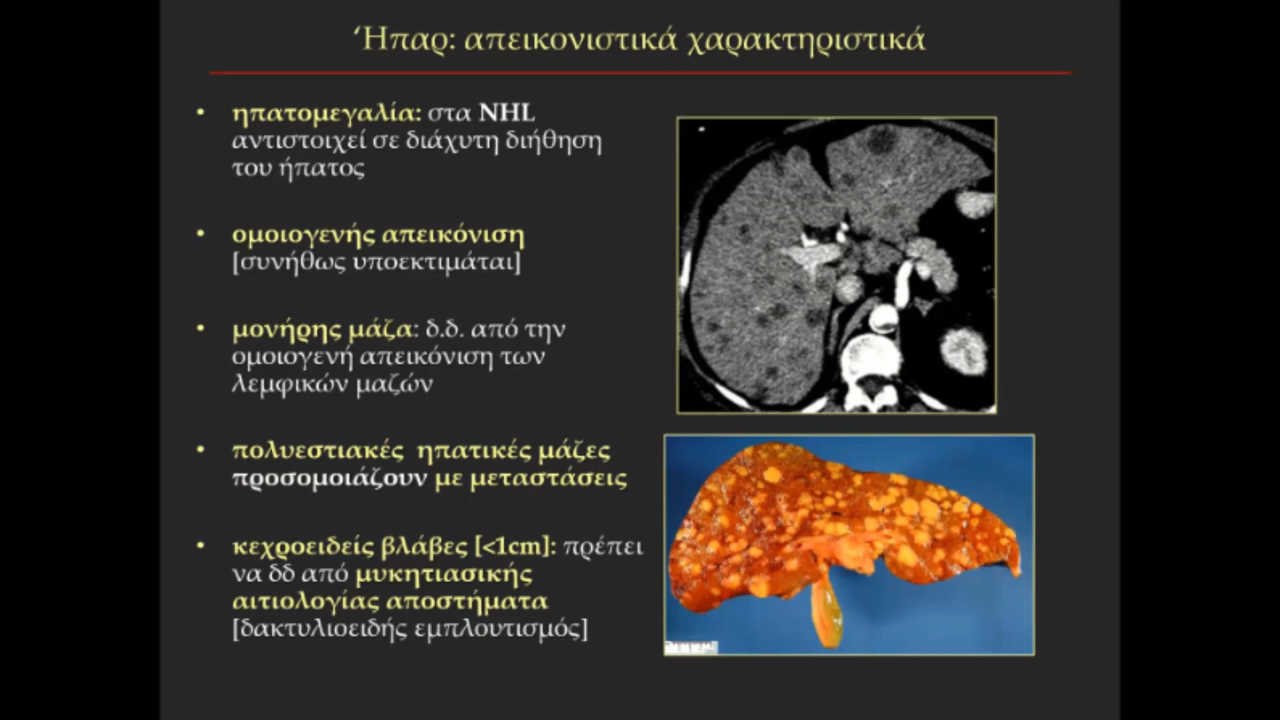 ‘Ήπαρ: απεικονιστικά χαρακτηριστικά
• ηπατομεγαλία: στα NHL
αντιστοιχεί σε διάχυτη διήθηση
του ήπατος
• ομοιογενής απεικόνιση
[συνήθως υποεκτιμάται]
• μονήρης μάζα: δ.δ. από την
ομοιογενή απεικόνιση των
λεμφικών μαζών
• πολυεστιακές ηπατικές μάζες
προσομοιάζουν με μεταστάσεις
• κεχροειδείς βλάβες [<1cm]: πρέπει
να δδ από μυκητιασικής
αιτιολογίας αποστήματα
[δακτυλιοειδής εμπλουτισμός]